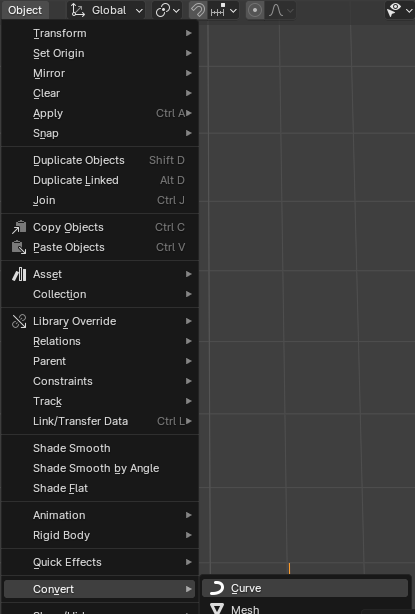 Object Global
Transform
Set Origin
Mirror
Clear
Apply Ctrl A
Snap
Duplicate Objects Shift D
Duplicate Linked Alt D
Join Ctrl J
Copy Objects Ctrl C
Paste Objects Ctrl V
Asset
Collection
Library Override
Relations
Parent
Constraints
Track
Link/Transfer Data Ctrl L
Shade Smooth
Shade Smooth by Angle
Shade Flat
Animation
Rigid Body
Quick Effects
Convert
Curve
Mesh